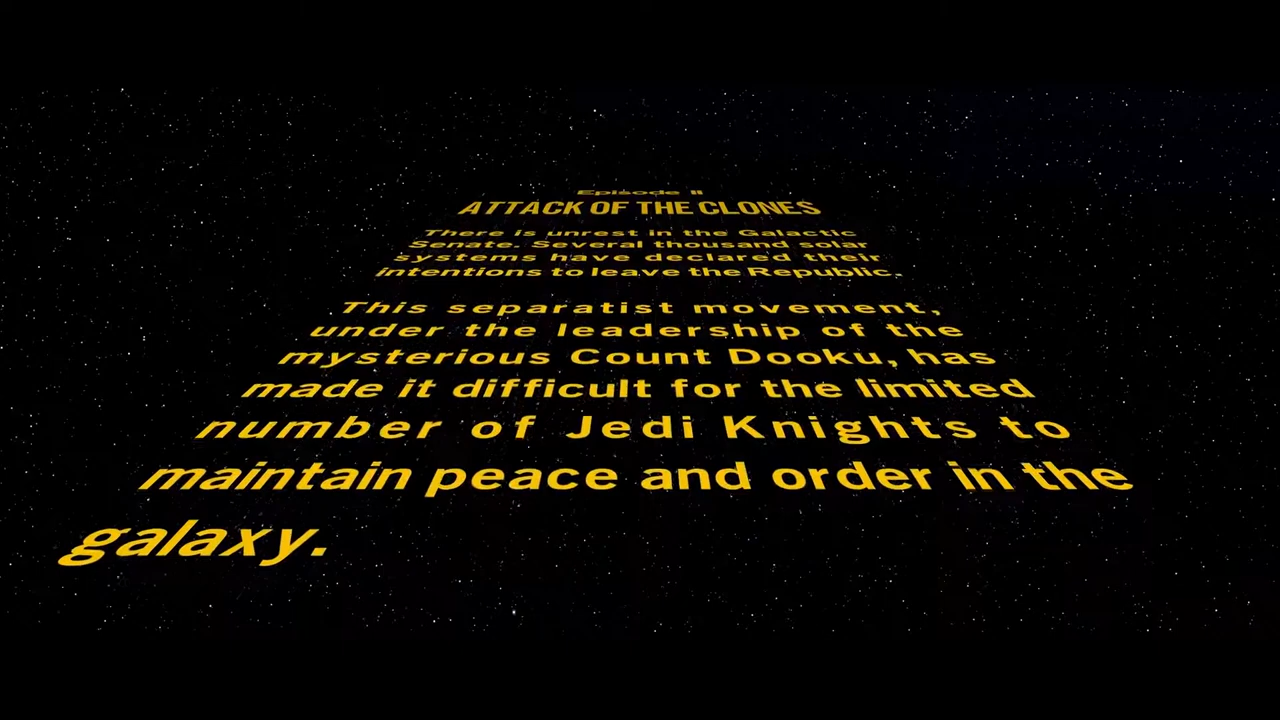 Episode II
ATTACK OF THE CLONES
There is unrest in the Galactic
Senate. Several thousand solar
systems have declared their
intentions to leave the Republic.
This separatist movement,
under the leadership of the
mysterious Count Dooku, has
made it difficult for the limited
number of Jedi Knights to
maintain peace and order in the
galaxy.